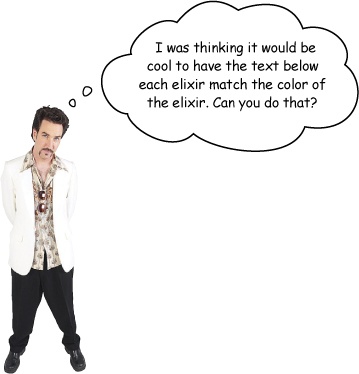 I was thinking it would be
cool to have the text below
each elixir match the color of
the elixir. Can you do that?